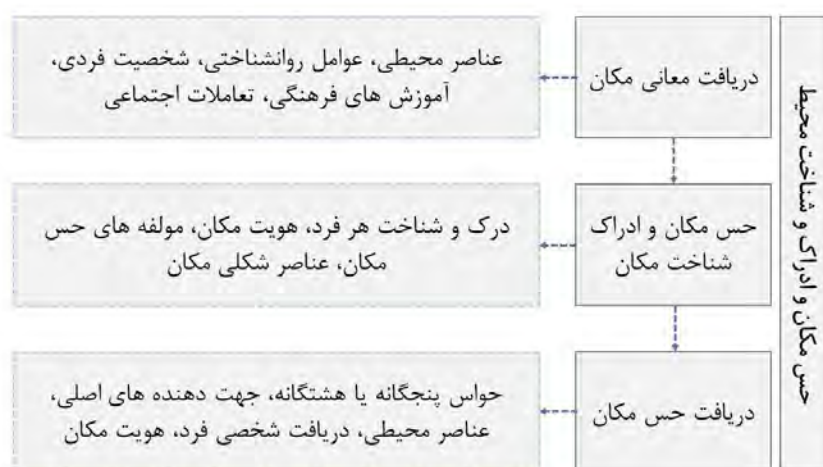 حس مکان و ادراک و شناخت محیط
دریافت معانی مکان
عناصر محیطی، عوامل روانشناختی، شخصیت فردی،
آموزش های فرهنگی، تعاملات اجتماعی
حس مکان و ادراک
شناخت مکان
درک و شناخت هر فرد، هویت مکان، مولفه های حس
مکان، عناصر شکلی مکان
دریافت حس مکان
حواس پنجگانه یا هشتگانه، جهت دهنده های اصلی،
عناصر محیطی، دریافت شخصی فرد، هویت مکان